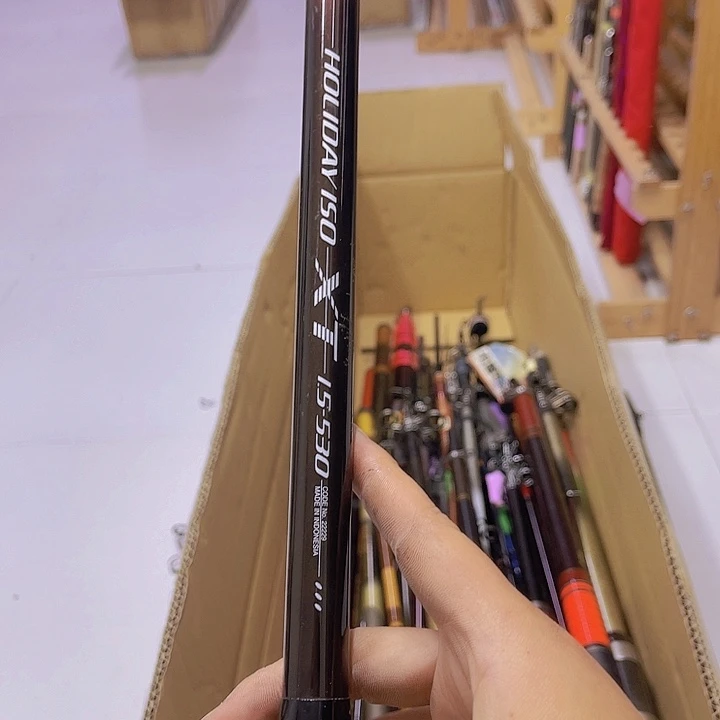 HOLIDAY ISO XT 1.5-530
CODE No. 22229
MADE IN INDONESIA